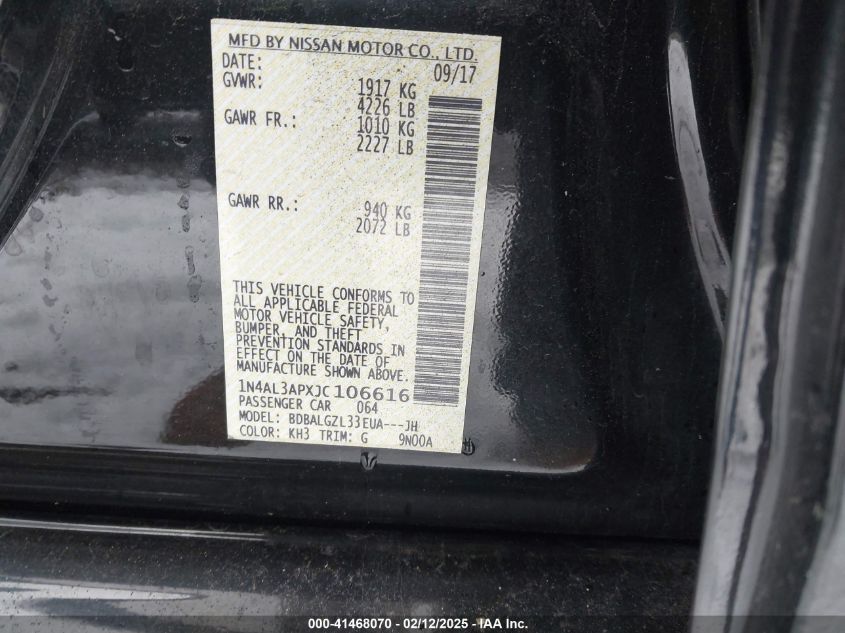 MFD BY NISSAN MOTOR CO., LTD.
DATE: 09/17
GVWR: 1917 KG
4226 LB
GAWR FR.: 1010 KG
2227 LB
GAWR RR.: 940 KG
2072 LB
THIS VEHICLE CONFORMS TO
ALL APPLICABLE FEDERAL
MOTOR VEHICLE SAFETY,
BUMPER, AND THEFT
PREVENTION STANDARDS IN
EFFECT ON THE DATE OF
MANUFACTURE SHOWN ABOVE.
1N4AL3APXJC106616
PASSENGER CAR 064
MODEL: BDBALGZL33EUA---JH
COLOR: KH3 TRIM: G 9N00A
000-41468070 - 02/12/2025 - IAA Inc.